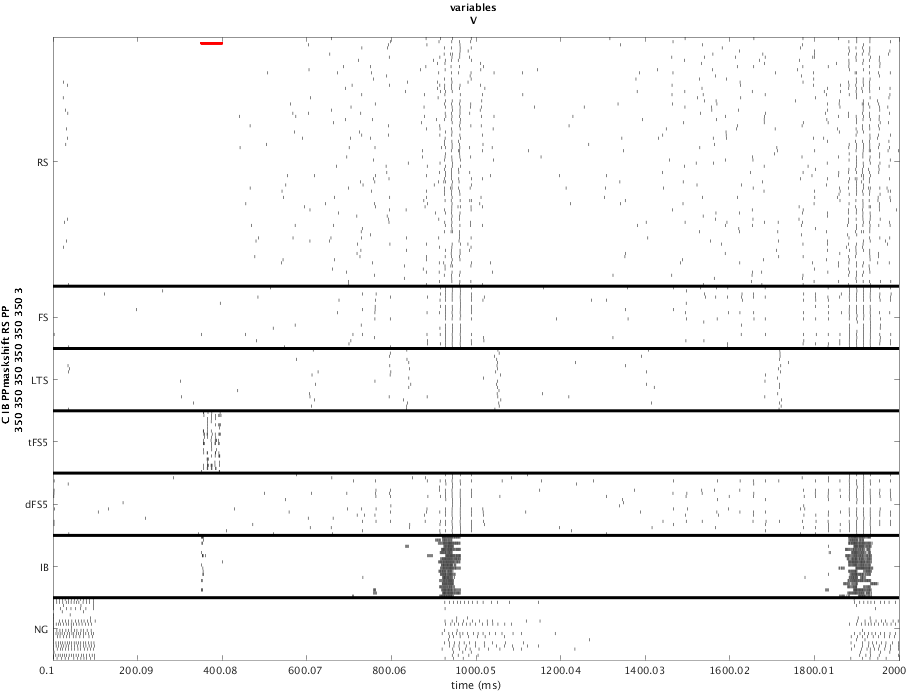 variables
V
C IB PPmaskshift RS PP
350 350 350 350 350 350 3
RS
FS
LTS
tFS5
dFS5
IB
NG
0.1 200.09 400.08 600.07 800.06 1000.05 1200.04 1400.03 1600.02 1800.01 2000
time (ms)